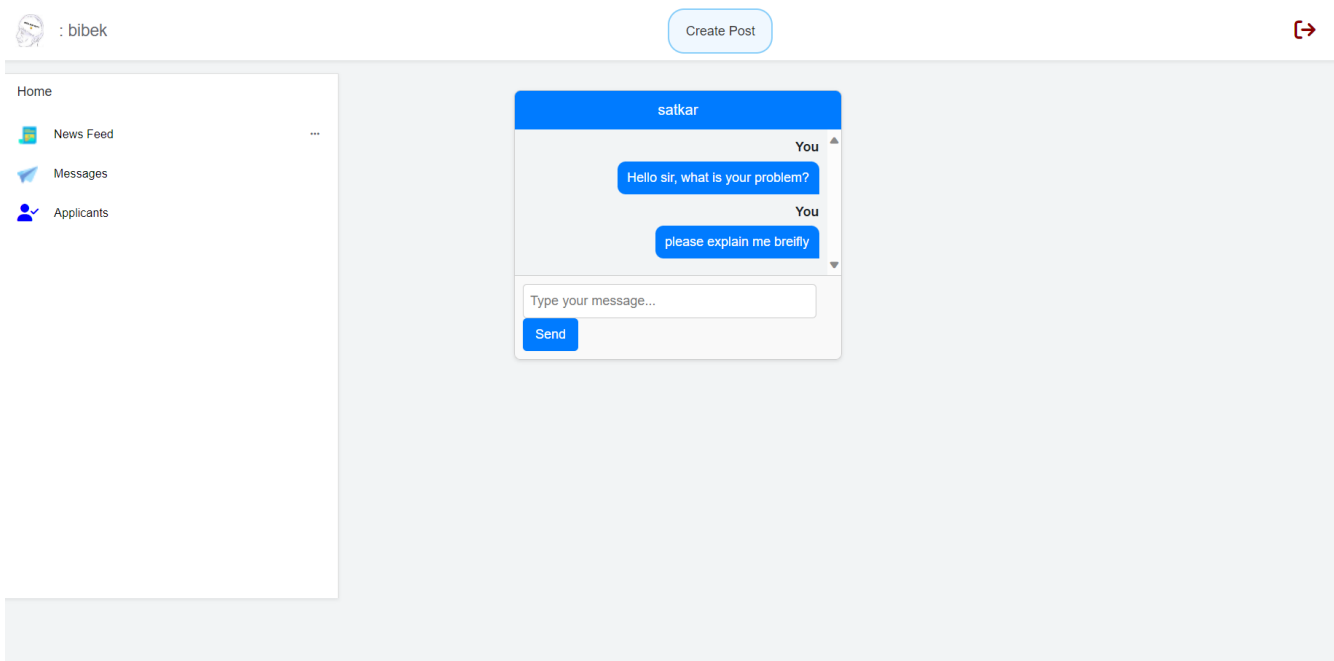 : bibek
Create Post
Home
News Feed
Messages
Applicants
satkar
You
Hello sir, what is your problem?
You
please explain me breifly
Type your message...
Send